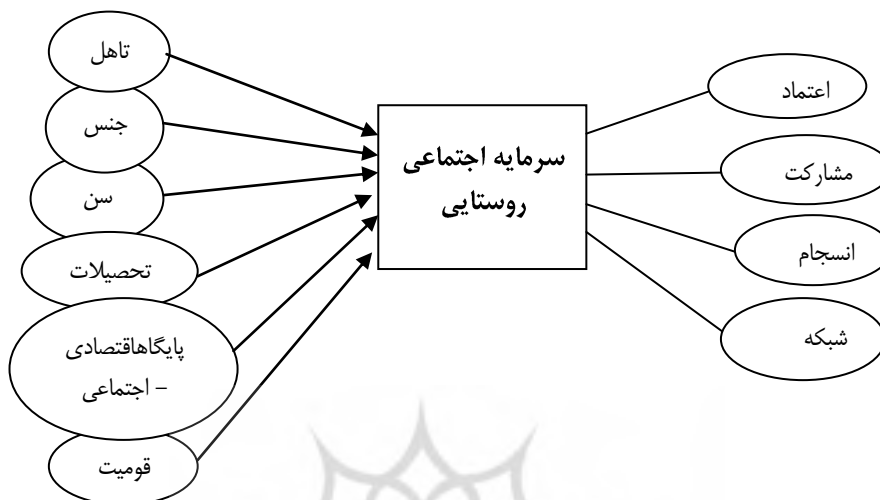 تاهل
جنس
سن
تحصیلات
پایگاهاقتصادی
– اجتماعی
قومیت
سرمایه اجتماعی
روستایی
اعتماد
مشارکت
انسجام
شبکه